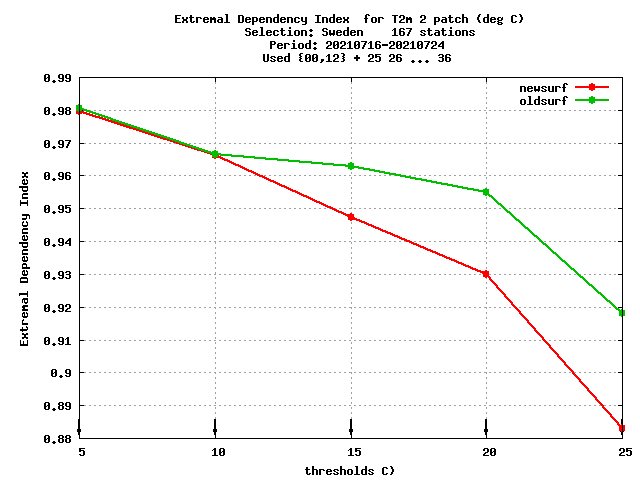 Extremal Dependency Index  for T2m 2 patch (deg C)
Selection: Sweden    167 stations
Period: 20210716-20210724
Used {00,12} + 25 26 ... 36
newsurf
oldsurf
Extremal Dependency Index
0,99
0,98
0,97
0,96
0,95
0,94
0,93
0,92
0,91
0,9
0,89
0,88
5 10 15 20 25
thresholds C)